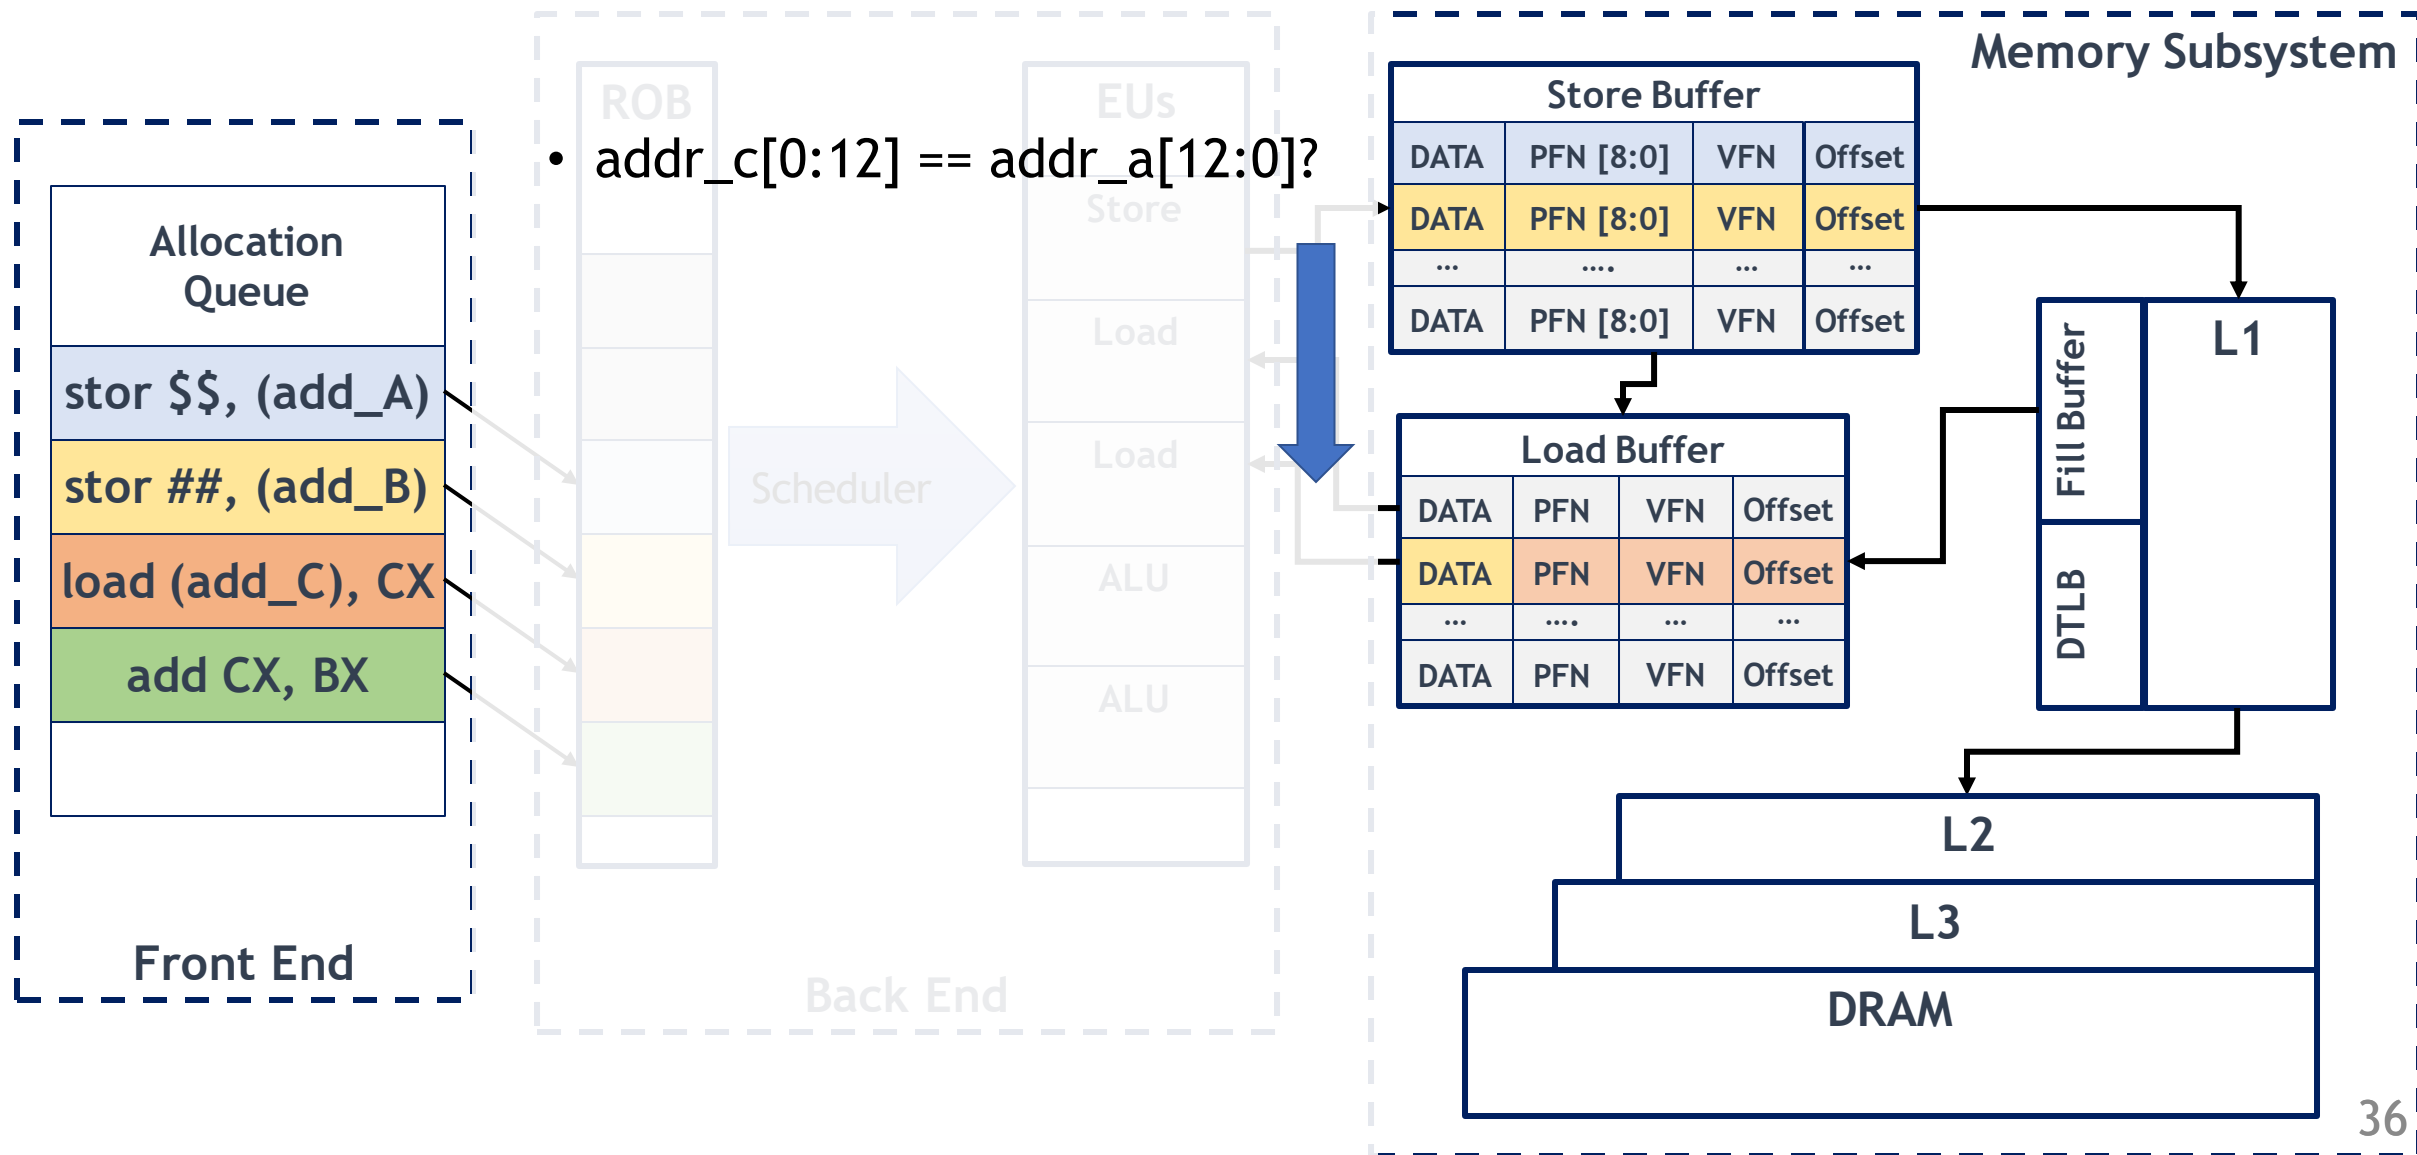 Memory Subsystem
ROB
EUs
• addr_c[0:12] == addr_a[12:0]?
Store
Load
Load
ALU
ALU
Scheduler
Back End
Allocation
Queue
stor $$, (add_A)
stor ##, (add_B)
load (add_C), CX
add CX, BX
Front End
Store Buffer
DATA PFN [8:0] VFN Offset
DATA PFN [8:0] VFN Offset
... .... ... ...
DATA PFN [8:0] VFN Offset
Load Buffer
DATA PFN VFN Offset
DATA PFN VFN Offset
... .... ... ...
DATA PFN VFN Offset
Fill Buffer
DTLB
L1
L2
L3
DRAM
36